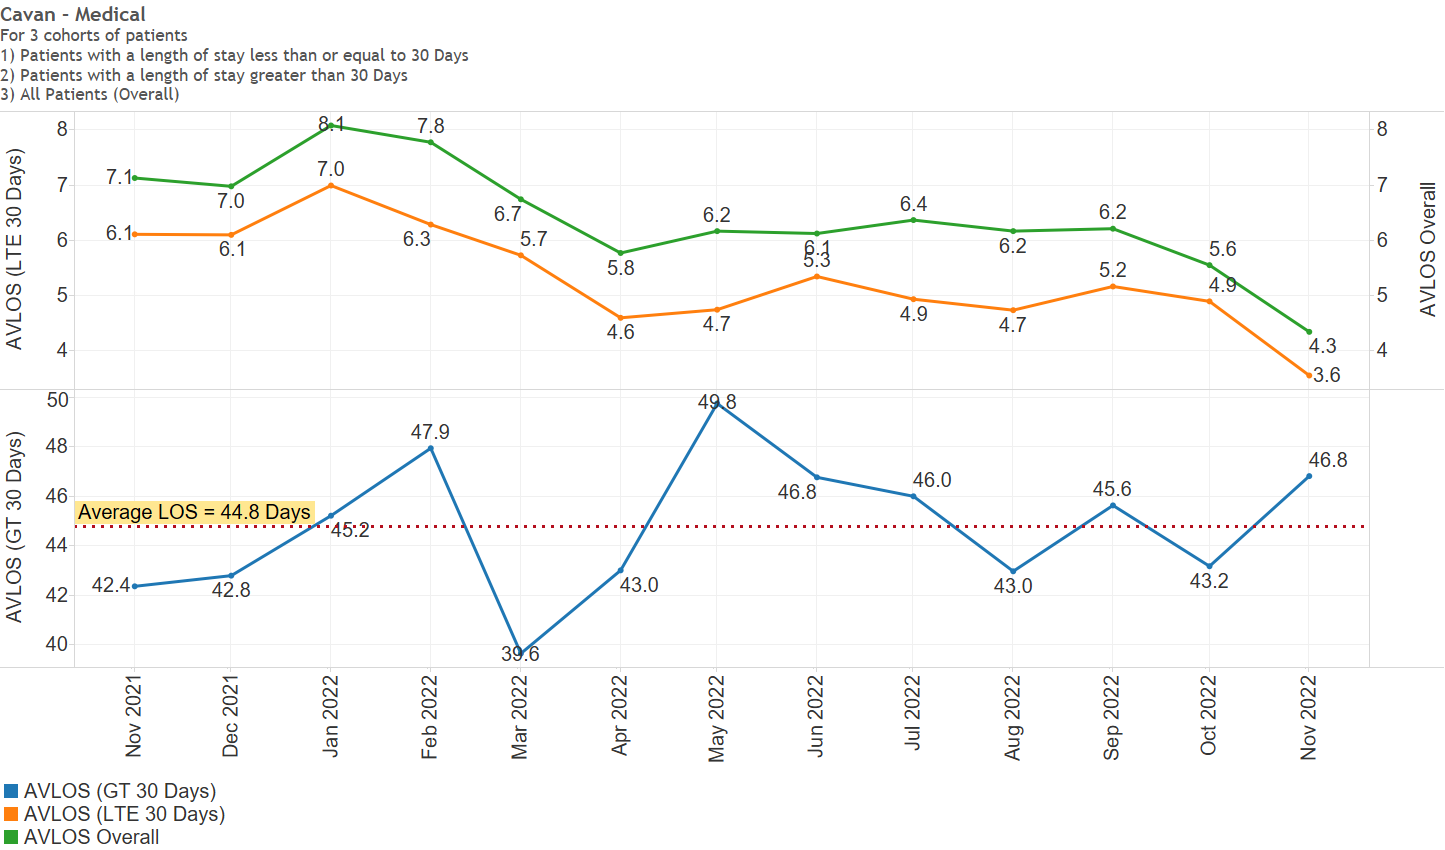 Cavan - Medical
For 3 cohorts of patients
1) Patients with a length of stay less than or equal to 30 Days
2) Patients with a length of stay greater than 30 Days
3) All Patients (Overall)
AVLOS (LTE 30 Days)
8
7
6
5
4
7.1
7.0
8.1
7.8
6.7
5.8
6.2
6.1
6.4
6.2
6.2
5.6
4.3
6.1
6.1
7.0
6.3
5.7
4.6
4.7
5.3
4.9
4.7
5.2
4.9
3.6
8
7
6
5
4
AVLOS Overall
AVLOS (GT 30 Days)
50
48
46
44
42
40
Average LOS = 44.8 Days
42.4
42.8
45.2
47.9
39.6
43.0
49.8
46.8
46.0
43.0
45.6
43.2
46.8
Nov 2021
Dec 2021
Jan 2022
Feb 2022
Mar 2022
Apr 2022
May 2022
Jun 2022
Jul 2022
Aug 2022
Sep 2022
Oct 2022
Nov 2022
AVLOS (GT 30 Days)
AVLOS (LTE 30 Days)
AVLOS Overall